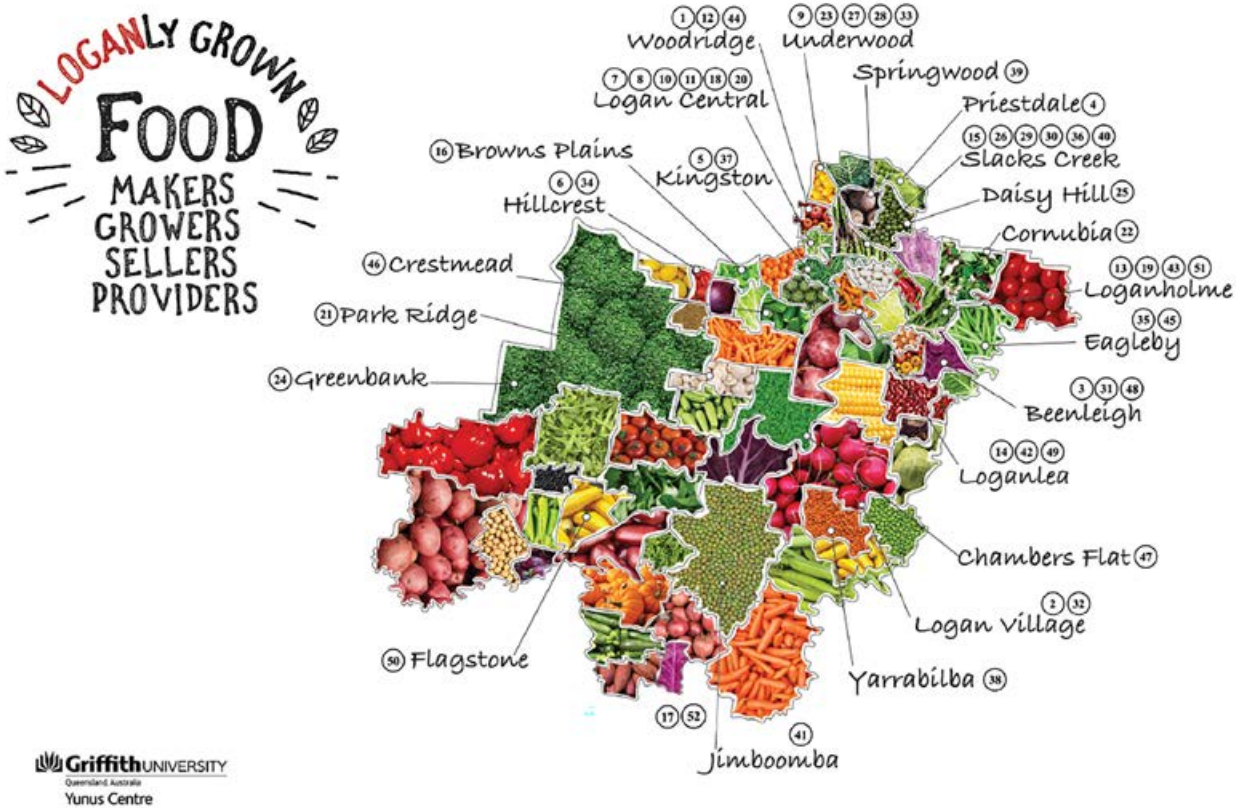 LOGANLY GROWN
FOOD
MAKERS
GROWERS
SELLERS
PROVIDERS
1 12 44
Woodridge
9 23 27 28 33
Underwood
7 8 10 11 18 20
Logan Central
Springwood 39
Priestdale 4
15 26 29 30 36 40
Slacks Creek
16 Browns Plains
5 37
Kingston
6 34
Hillcrest
Daisy Hill 25
Cornubia 22
46 Crestmead
13 19 43 51
Loganholme
21 Park Ridge
35 45
Eagleby
24 Greenbank
3 31 48
Beenleigh
14 42 49
Loganlea
Chambers Flat 47
2 32
Logan Village
50 Flagstone
Yarrabilba 38
17 52
41
Jimboomba
Griffith UNIVERSITY
Queensland, Australia
Yunus Centre